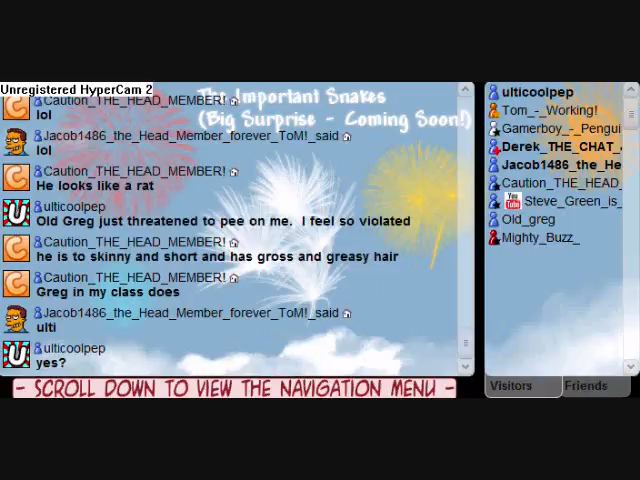 Unregistered HyperCam 2
The Important Snakes
(Big Surprise - Coming Soon!)
Caution_THE_HEAD_MEMBER!
lol
Jacob1486_the_Head_Member_forever_ToM!_said
lol
Caution_THE_HEAD_MEMBER!
He looks like a rat
ulticoolpep
Old Greg just threatened to pee on me. I feel so violated
Caution_THE_HEAD_MEMBER!
he is to skinny and short and has gross and greasy hair
Caution_THE_HEAD_MEMBER!
Greg in my class does
Jacob1486_the_Head_Member_forever_ToM!_said
ulti
ulticoolpep
yes?
- SCROLL DOWN TO VIEW THE NAVIGATION MENU -
ulticoolpep
Tom_-_Working!
Gamerboy_-_Pengui
Derek_THE_CHAT_
Jacob1486_the_He
Caution_THE_HEAD_
You Tube
Steve_Green_is_
Old_greg
Mighty_Buzz_
Visitors
Friends